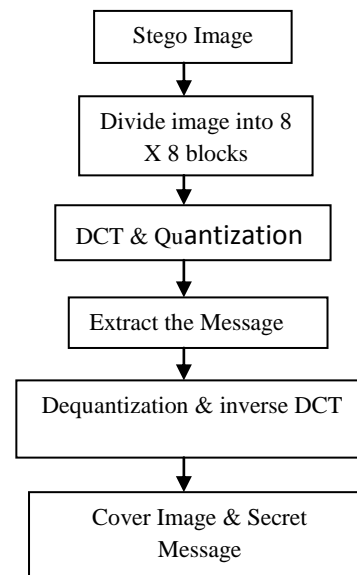 Stego Image
Divide image into 8
X 8 blocks
DCT & Quantization
Extract the Message
Dequantization & inverse DCT
Cover Image & Secret
Message